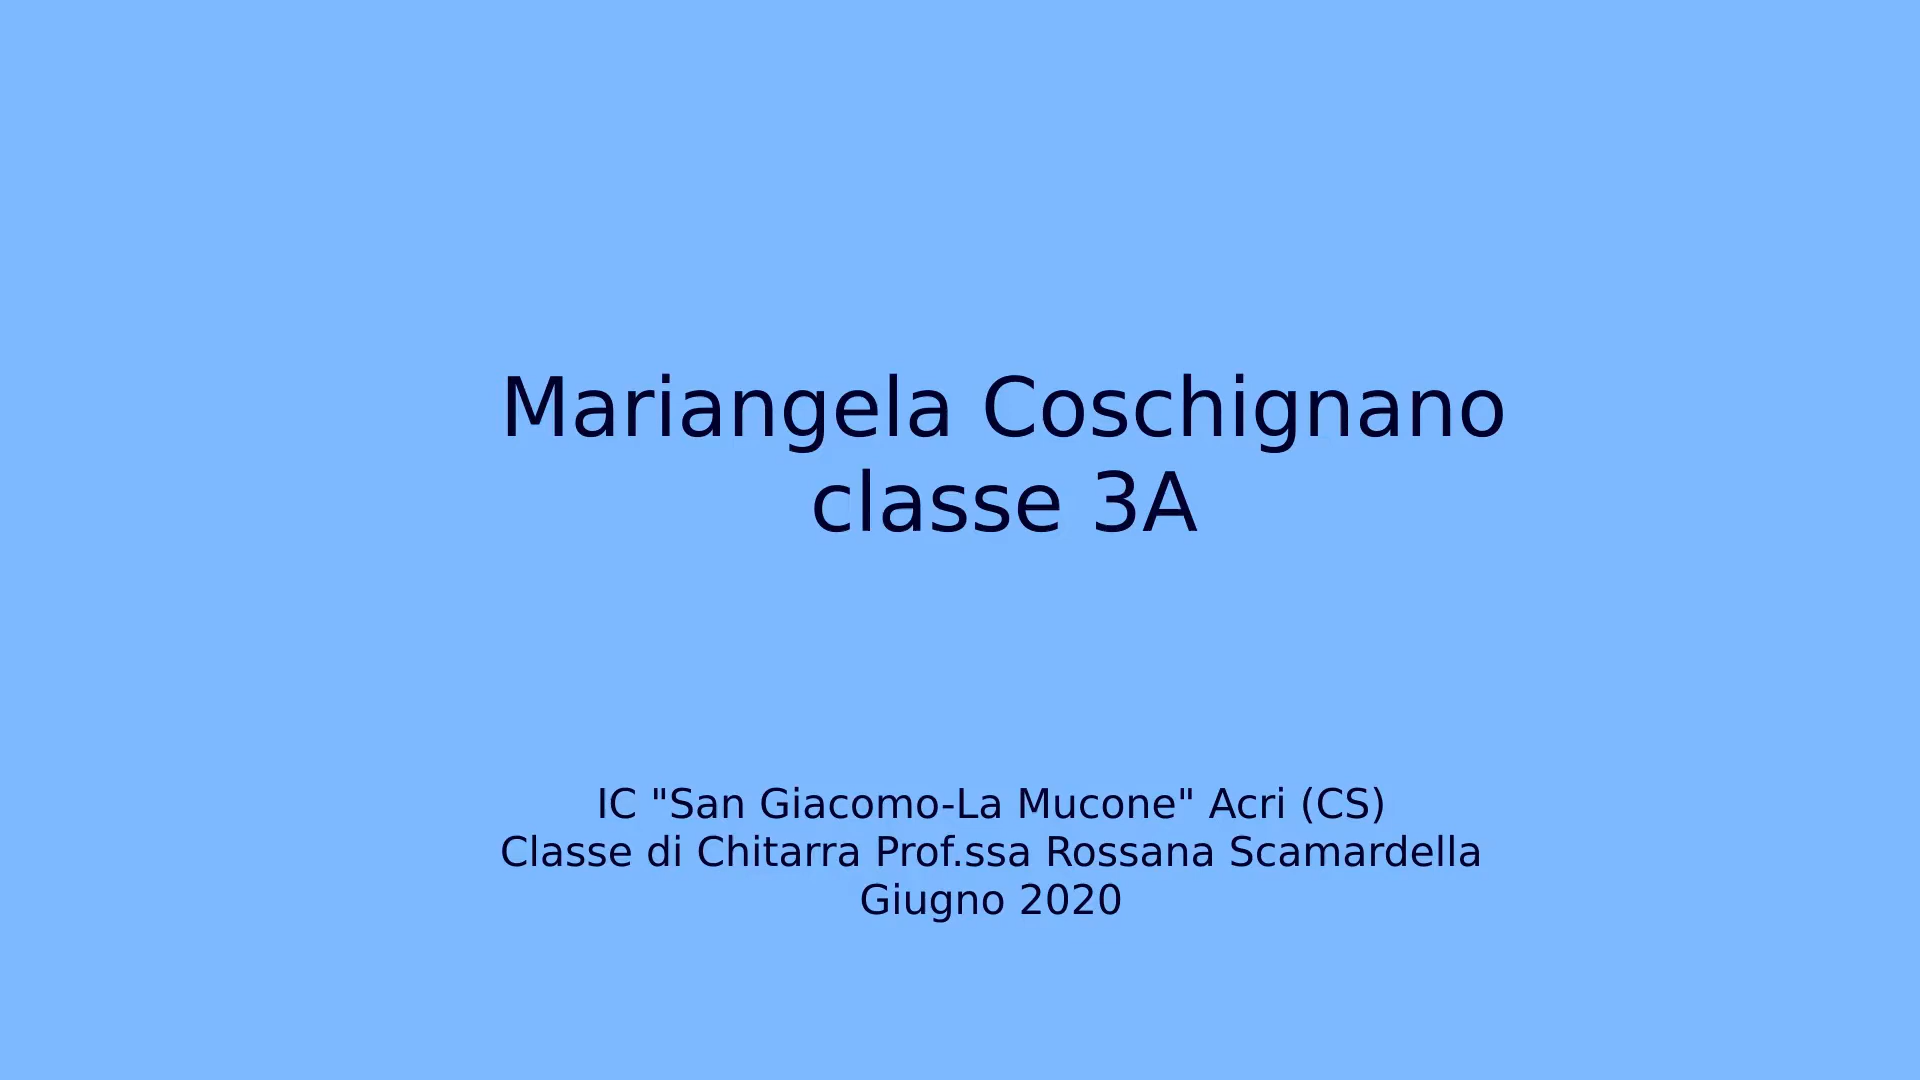 Mariangela Coschignano
classe 3A
IC "San Giacomo-La Mucone" Acri (CS)
Classe di Chitarra Prof.ssa Rossana Scamardella
Giugno 2020